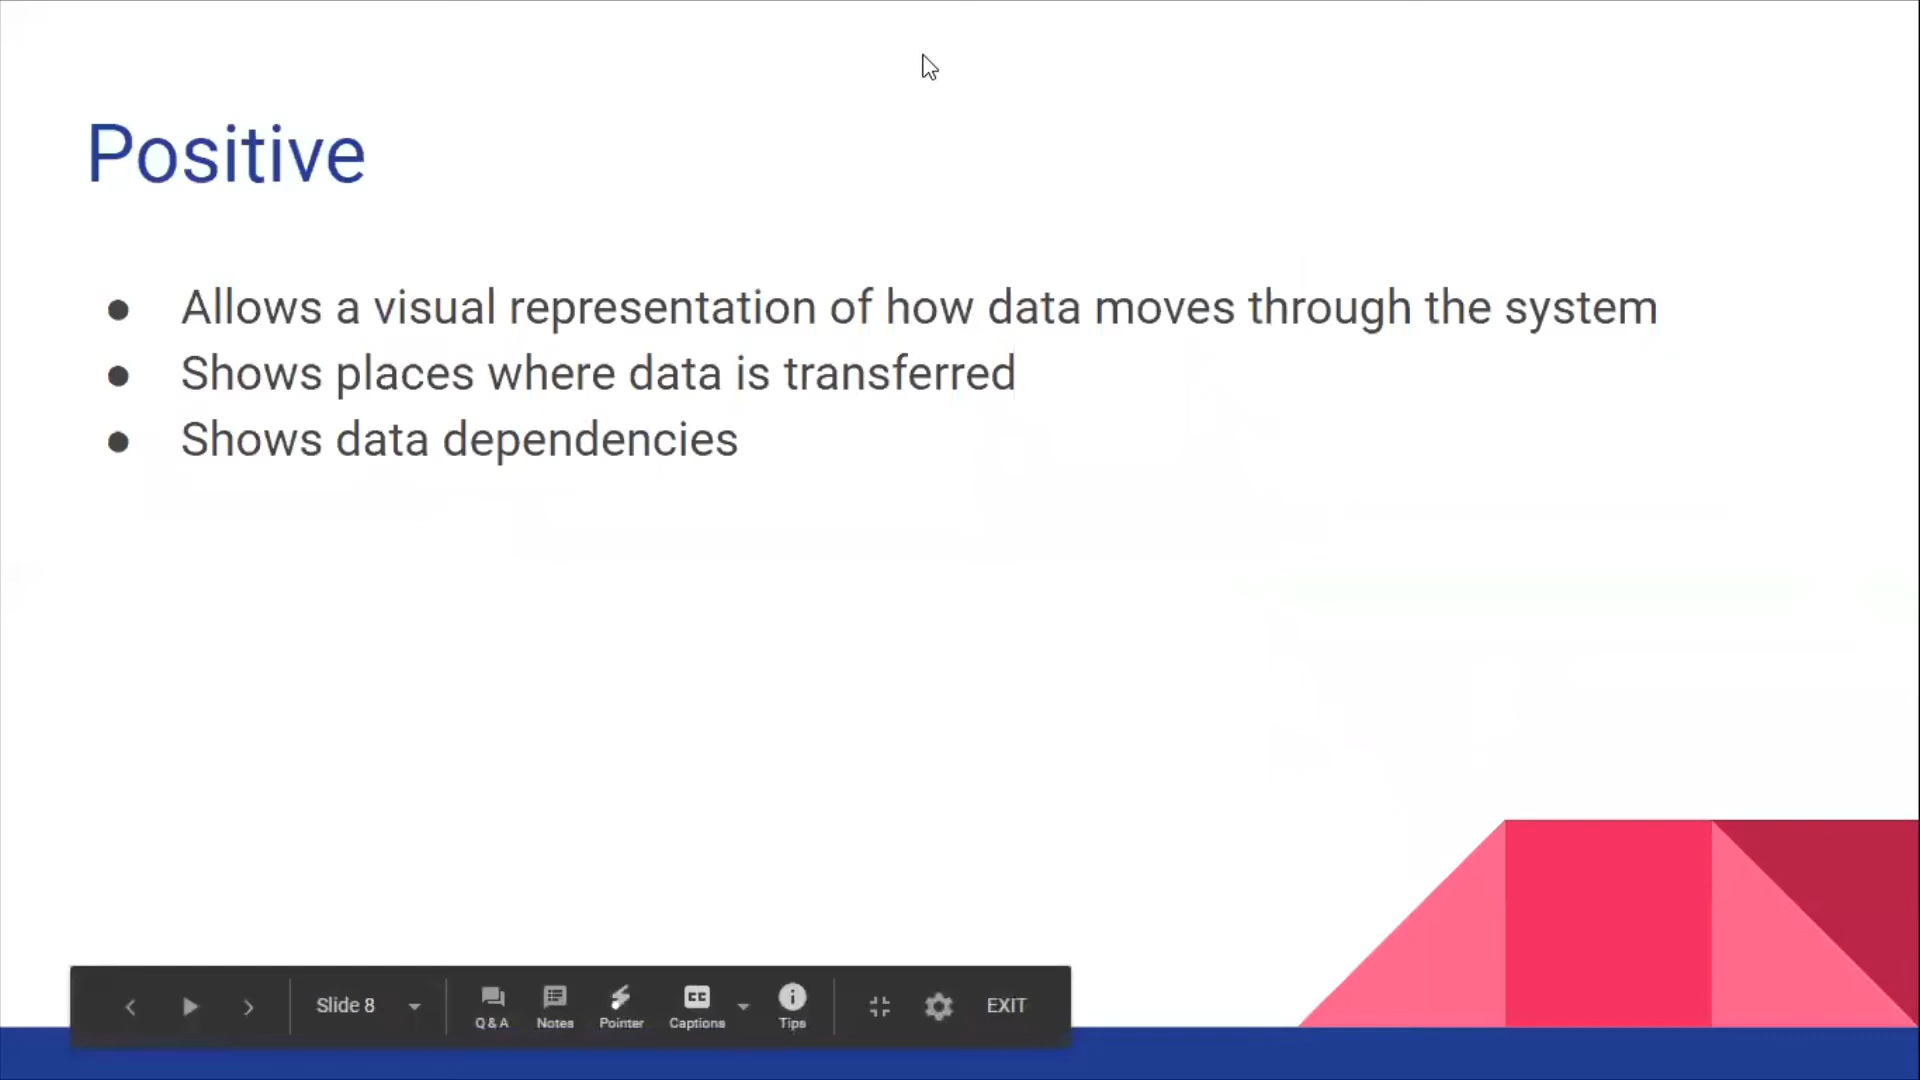 Positive
● Allows a visual representation of how data moves through the system
● Shows places where data is transferred
● Shows data dependencies
Slide 8
Q & A
Notes
Pointer
CC
Captions
Tips
EXIT